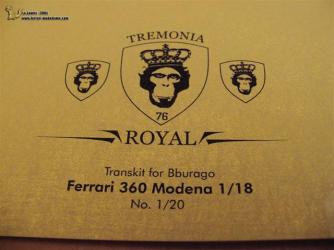 TREMONIA
76
ROYAL
Transkit for Bburago
Ferrari 360 Modena 1/18
No. 1/20